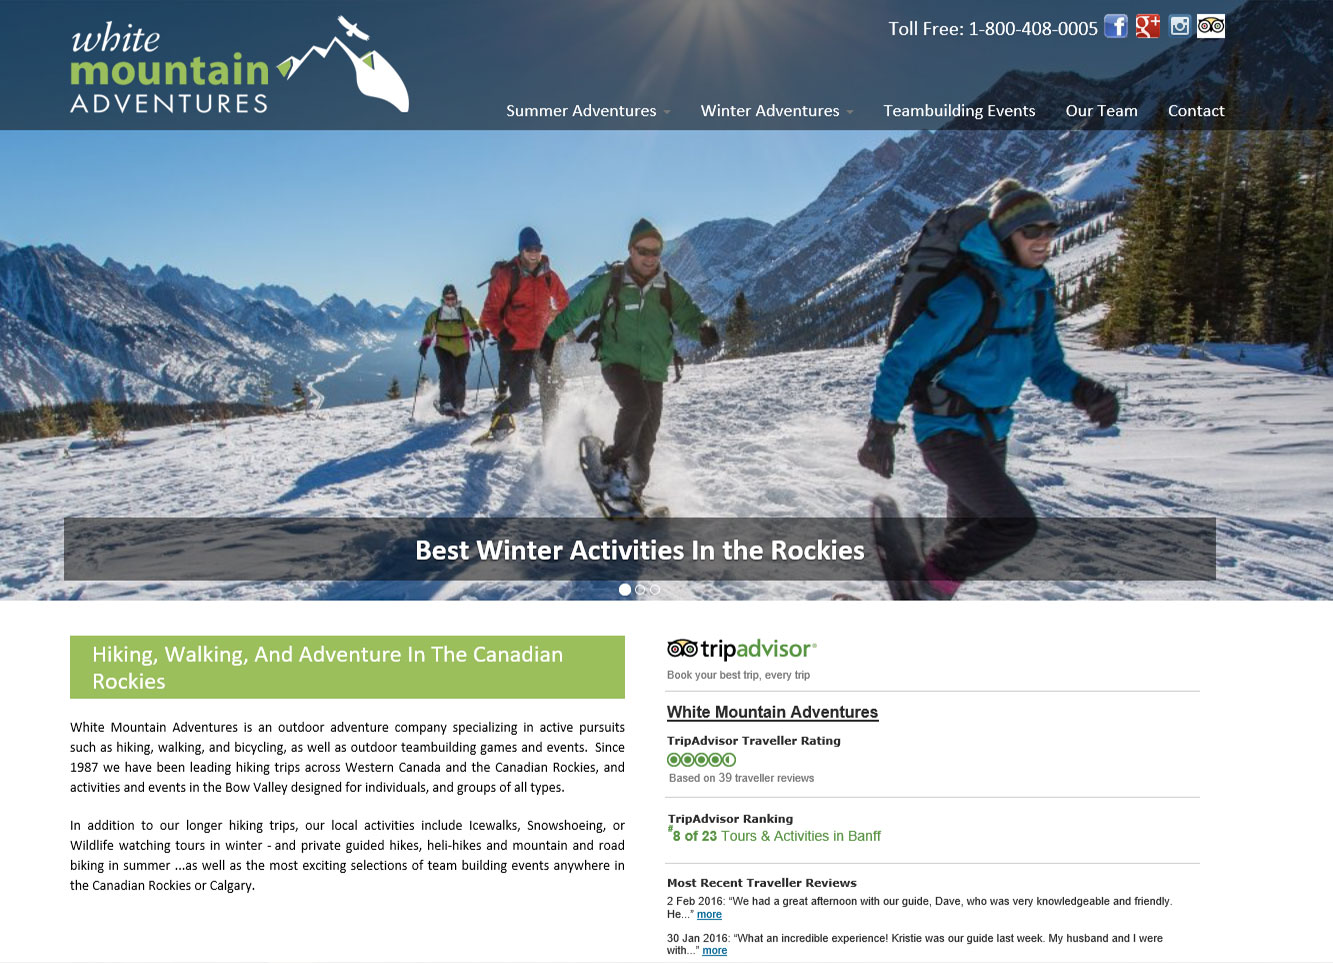 white
mountain
ADVENTURES
Toll Free: 1-800-408-0005
f g+
Summer Adventures Winter Adventures Teambuilding Events Our Team Contact
Best Winter Activities In the Rockies
Hiking, Walking, And Adventure In The Canadian
Rockies
White Mountain Adventures is an outdoor adventure company specializing in active pursuits
such as hiking, walking, and bicycling, as well as outdoor teambuilding games and events. Since
1987 we have been leading hiking trips across Western Canada and the Canadian Rockies, and
activities and events in the Bow Valley designed for individuals, and groups of all types.
In addition to our longer hiking trips, our local activities include Icewalks, Snowshoeing, or
Wildlife watching tours in winter - and private guided hikes, heli-hikes and mountain and road
biking in summer ...as well as the most exciting selections of team building events anywhere in
the Canadian Rockies or Calgary.
tripadvisor®
Book your best trip, every trip
White Mountain Adventures
TripAdvisor Traveller Rating
Based on 39 traveller reviews
TripAdvisor Ranking
#8 of 23 Tours & Activities in Banff
Most Recent Traveller Reviews
2 Feb 2016: “We had a great afternoon with our guide, Dave, who was very knowledgeable and friendly.
He...” more
30 Jan 2016: “What an incredible experience! Kristie was our guide last week. My husband and I were
with...” more